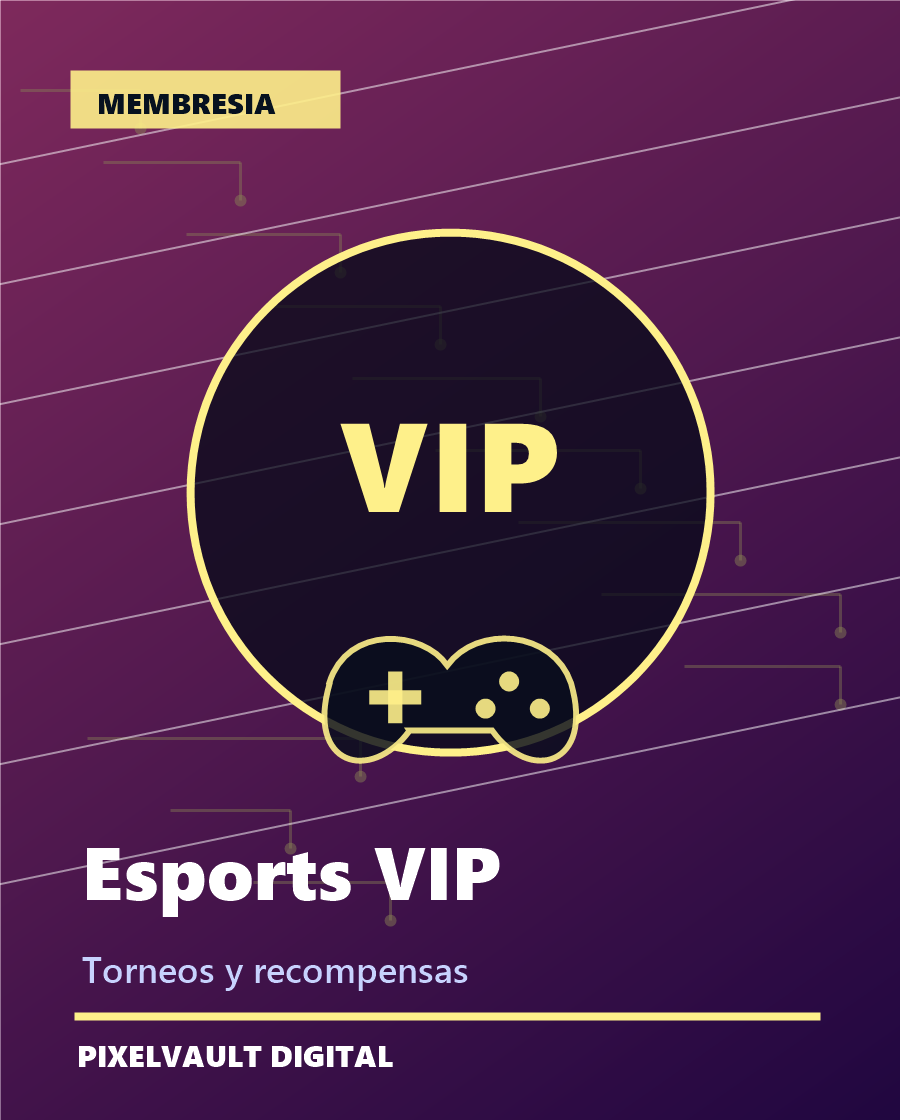 MEMBRESIA
VIP
Esports VIP
Torneos y recompensas
PIXELVAULT DIGITAL